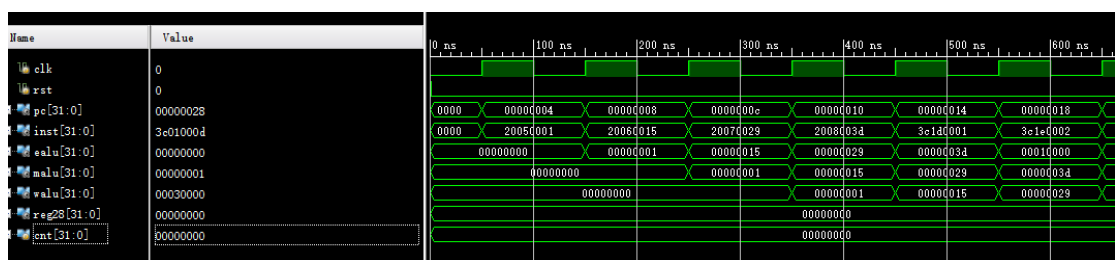 Name Value
0 ns 100 ns 200 ns 300 ns 400 ns 500 ns 600 ns
clk 0
rst 0
pc[31:0] 00000028 0000 00000004 00000008 0000000c 00000010 00000014 00000018
inst[31:0] 3c01000d 0000 20050001 20060015 20070029 2008003d 3c1d0001 3c1e0002
ealu[31:0] 00000000 00000000 00000001 00000015 00000029 0000003d 00010000
malu[31:0] 00000001 00000000 00000001 00000015 00000029 0000003d
walu[31:0] 00030000 00000000 00000001 00000015 00000029
reg28[31:0] 00000000 00000000
cnt[31:0] 00000000 00000000